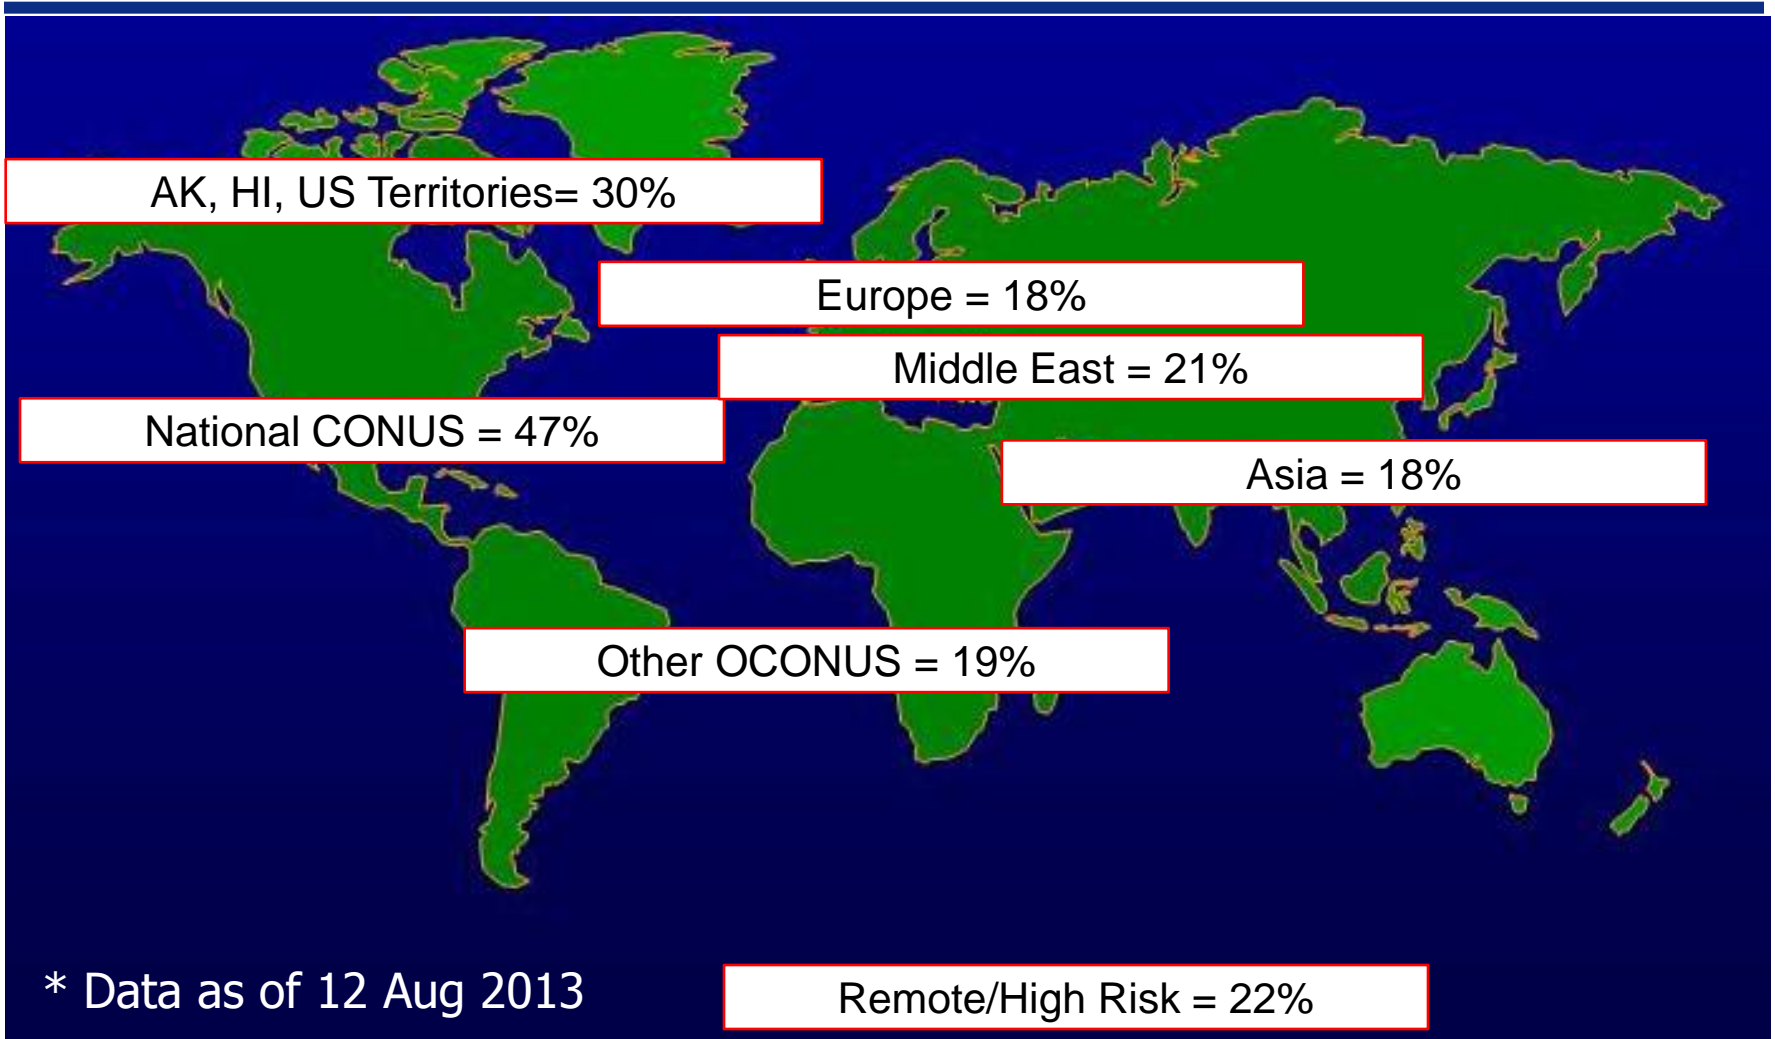 AK, HI, US Territories= 30%
Europe = 18%
Middle East = 21%
National CONUS = 47%
Asia = 18%
Other OCONUS = 19%
* Data as of 12 Aug 2013
Remote/High Risk = 22%